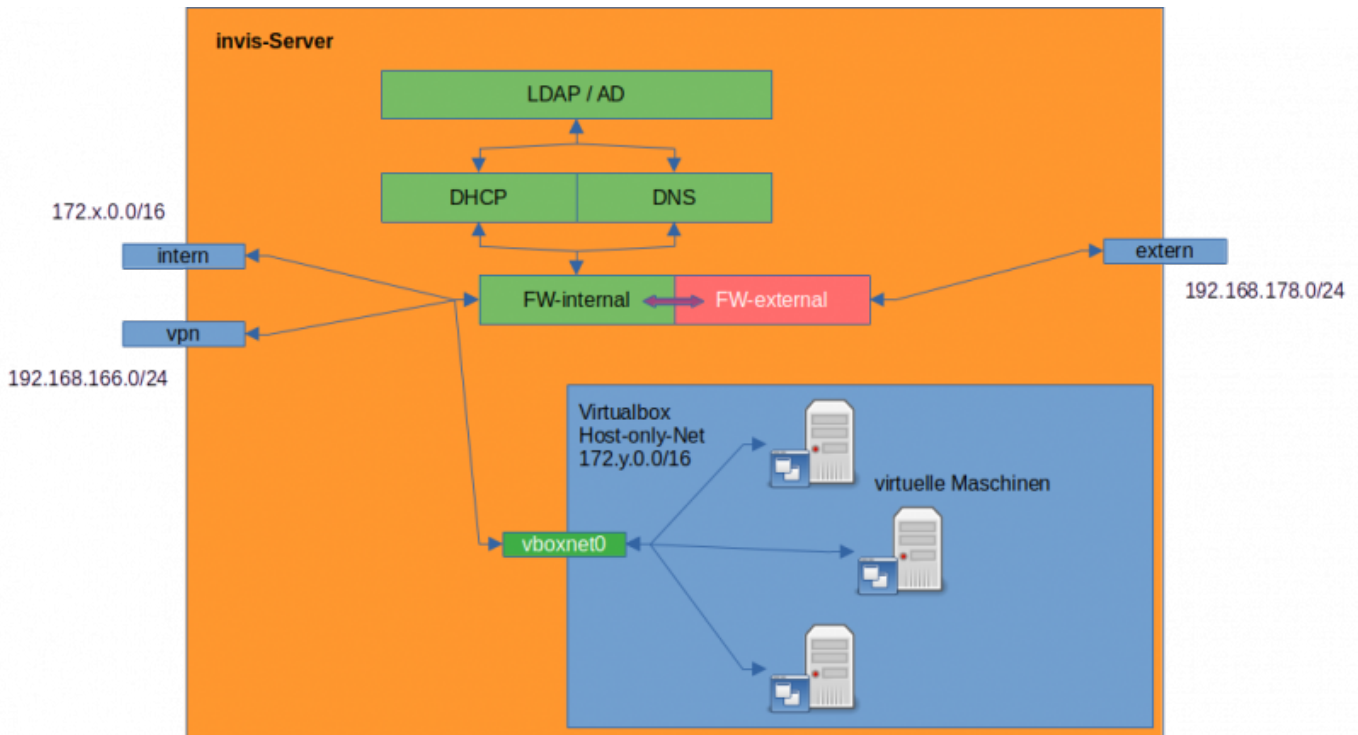 invis-Server
LDAP / AD
DHCP
DNS
172.x.0.0/16
intern
extern
FW-internal
FW-external
192.168.178.0/24
vpn
192.168.166.0/24
Virtualbox
Host-only-Net
172.y.0.0/16
virtuelle Maschinen
vboxnet0